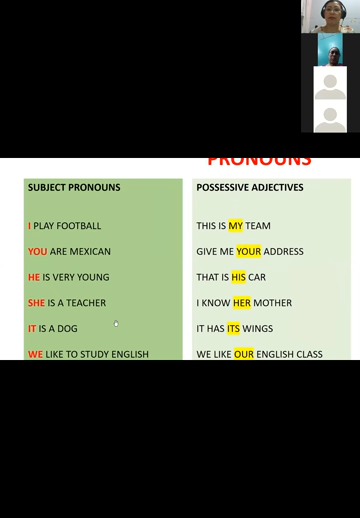 PRONOUNS
SUBJECT PRONOUNS
I PLAY FOOTBALL
YOU ARE MEXICAN
HE IS VERY YOUNG
SHE IS A TEACHER
IT IS A DOG
WE LIKE TO STUDY ENGLISH
POSSESSIVE ADJECTIVES
THIS IS MY TEAM
GIVE ME YOUR ADDRESS
THAT IS HIS CAR
I KNOW HER MOTHER
IT HAS ITS WINGS
WE LIKE OUR ENGLISH CLASS